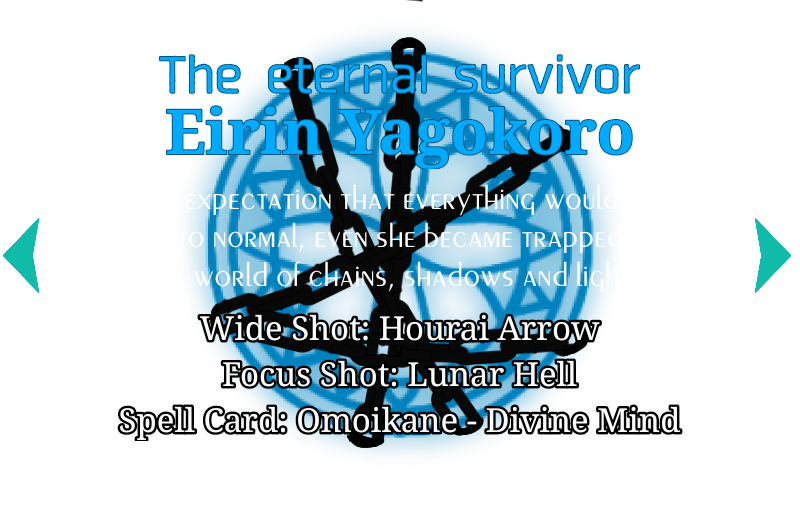 The eternal survivor
Eirin Yagokoro
expectation that everything would
to normal, even she became trapped
world of chains, shadows and light
Wide Shot: Hourai Arrow
Focus Shot: Lunar Hell
Spell Card: Omoikane - Divine Mind